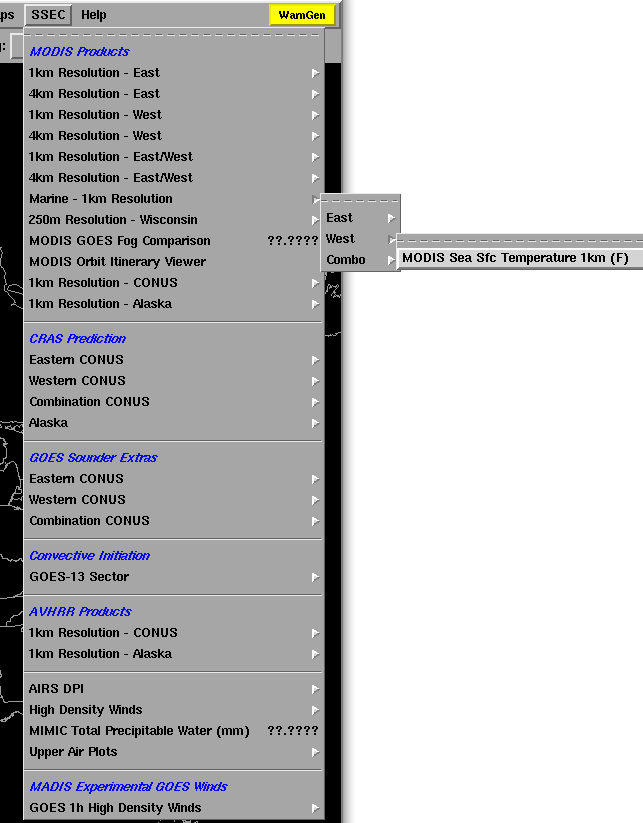 ps SSEC Help WarnGen
g:
MODIS Products
1km Resolution - East
4km Resolution - East
1km Resolution - West
4km Resolution - West
1km Resolution - East/West
4km Resolution - East/West
Marine - 1km Resolution
250m Resolution - Wisconsin
MODIS GOES Fog Comparison ??.????
MODIS Orbit Itinerary Viewer
1km Resolution - CONUS
1km Resolution - Alaska
East
West
Combo
MODIS Sea Sfc Temperature 1km (F)
CRAS Prediction
Eastern CONUS
Western CONUS
Combination CONUS
Alaska
GOES Sounder Extras
Eastern CONUS
Western CONUS
Combination CONUS
Convective Initiation
GOES-13 Sector
AVHRR Products
1km Resolution - CONUS
1km Resolution - Alaska
AIRS DPI
High Density Winds
MIMIC Total Precipitable Water (mm) ??.????
Upper Air Plots
MADIS Experimental GOES Winds
GOES 1h High Density Winds